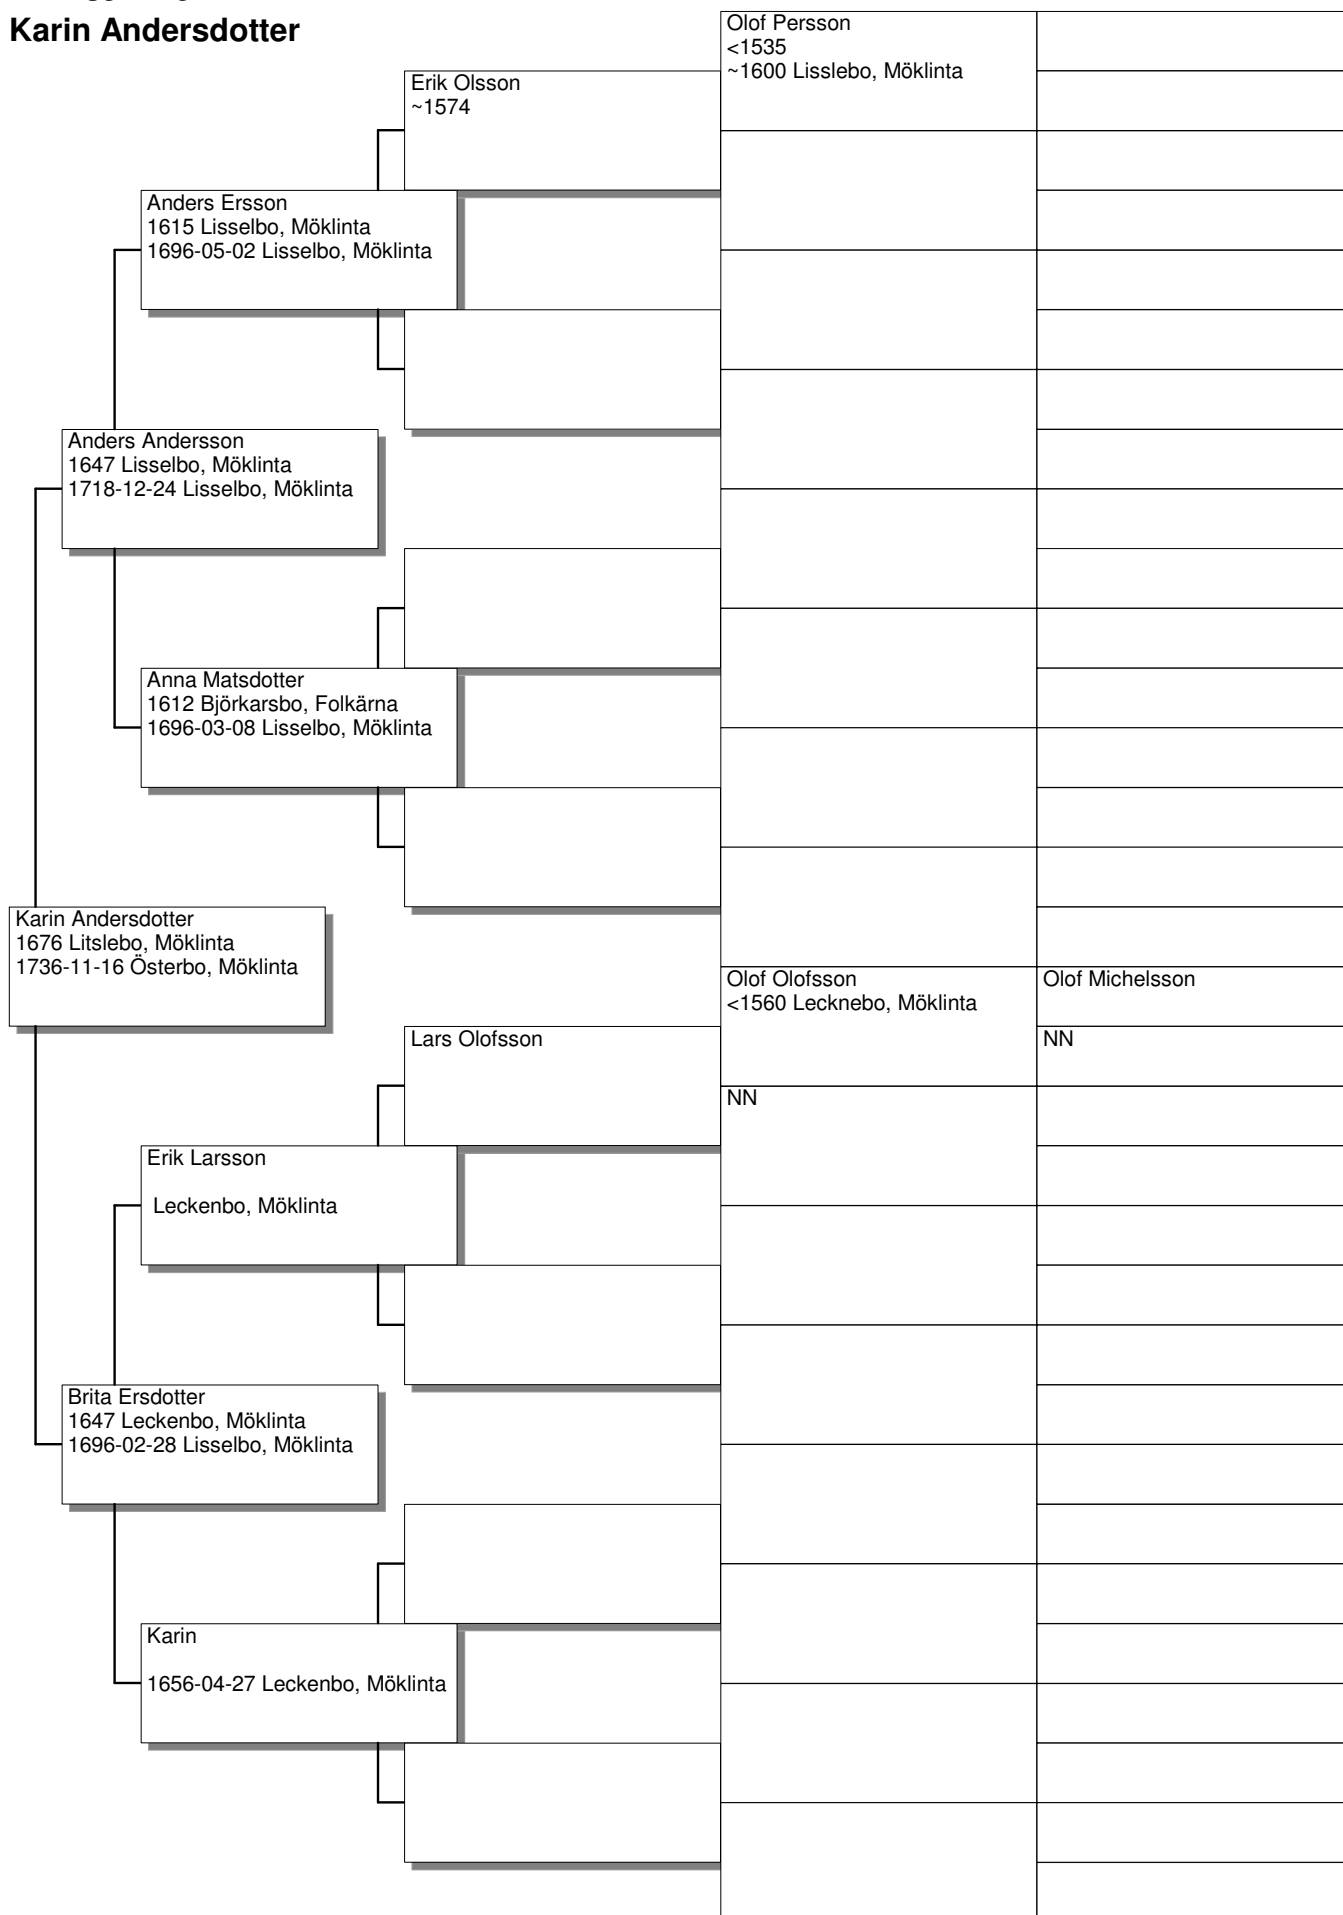 Karin Andersdotter
Olof Persson
<1535
~1600 Lisslebo, Möklinta
Erik Olsson
~1574
Anders Ersson
1615 Lisselbo, Möklinta
1696-05-02 Lisselbo, Möklinta
Anders Andersson
1647 Lisselbo, Möklinta
1718-12-24 Lisselbo, Möklinta
Anna Matsdotter
1612 Björkarsbo, Folkärna
1696-03-08 Lisselbo, Möklinta
Karin Andersdotter
1676 Litslebo, Möklinta
1736-11-16 Österbo, Möklinta
Olof Olofsson
<1560 Lecknebo, Möklinta
Olof Michelsson
NN
Lars Olofsson
NN
Erik Larsson
Leckenbo, Möklinta
Brita Ersdotter
1647 Leckenbo, Möklinta
1696-02-28 Lisselbo, Möklinta
Karin
1656-04-27 Leckenbo, Möklinta